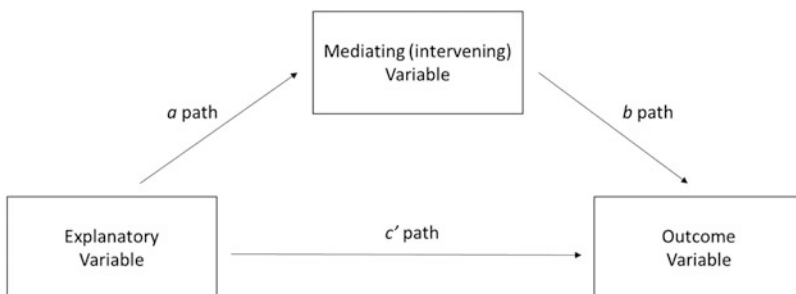 Mediating (intervening)
Variable
a path
b path
Explanatory
Variable
c’ path
Outcome
Variable